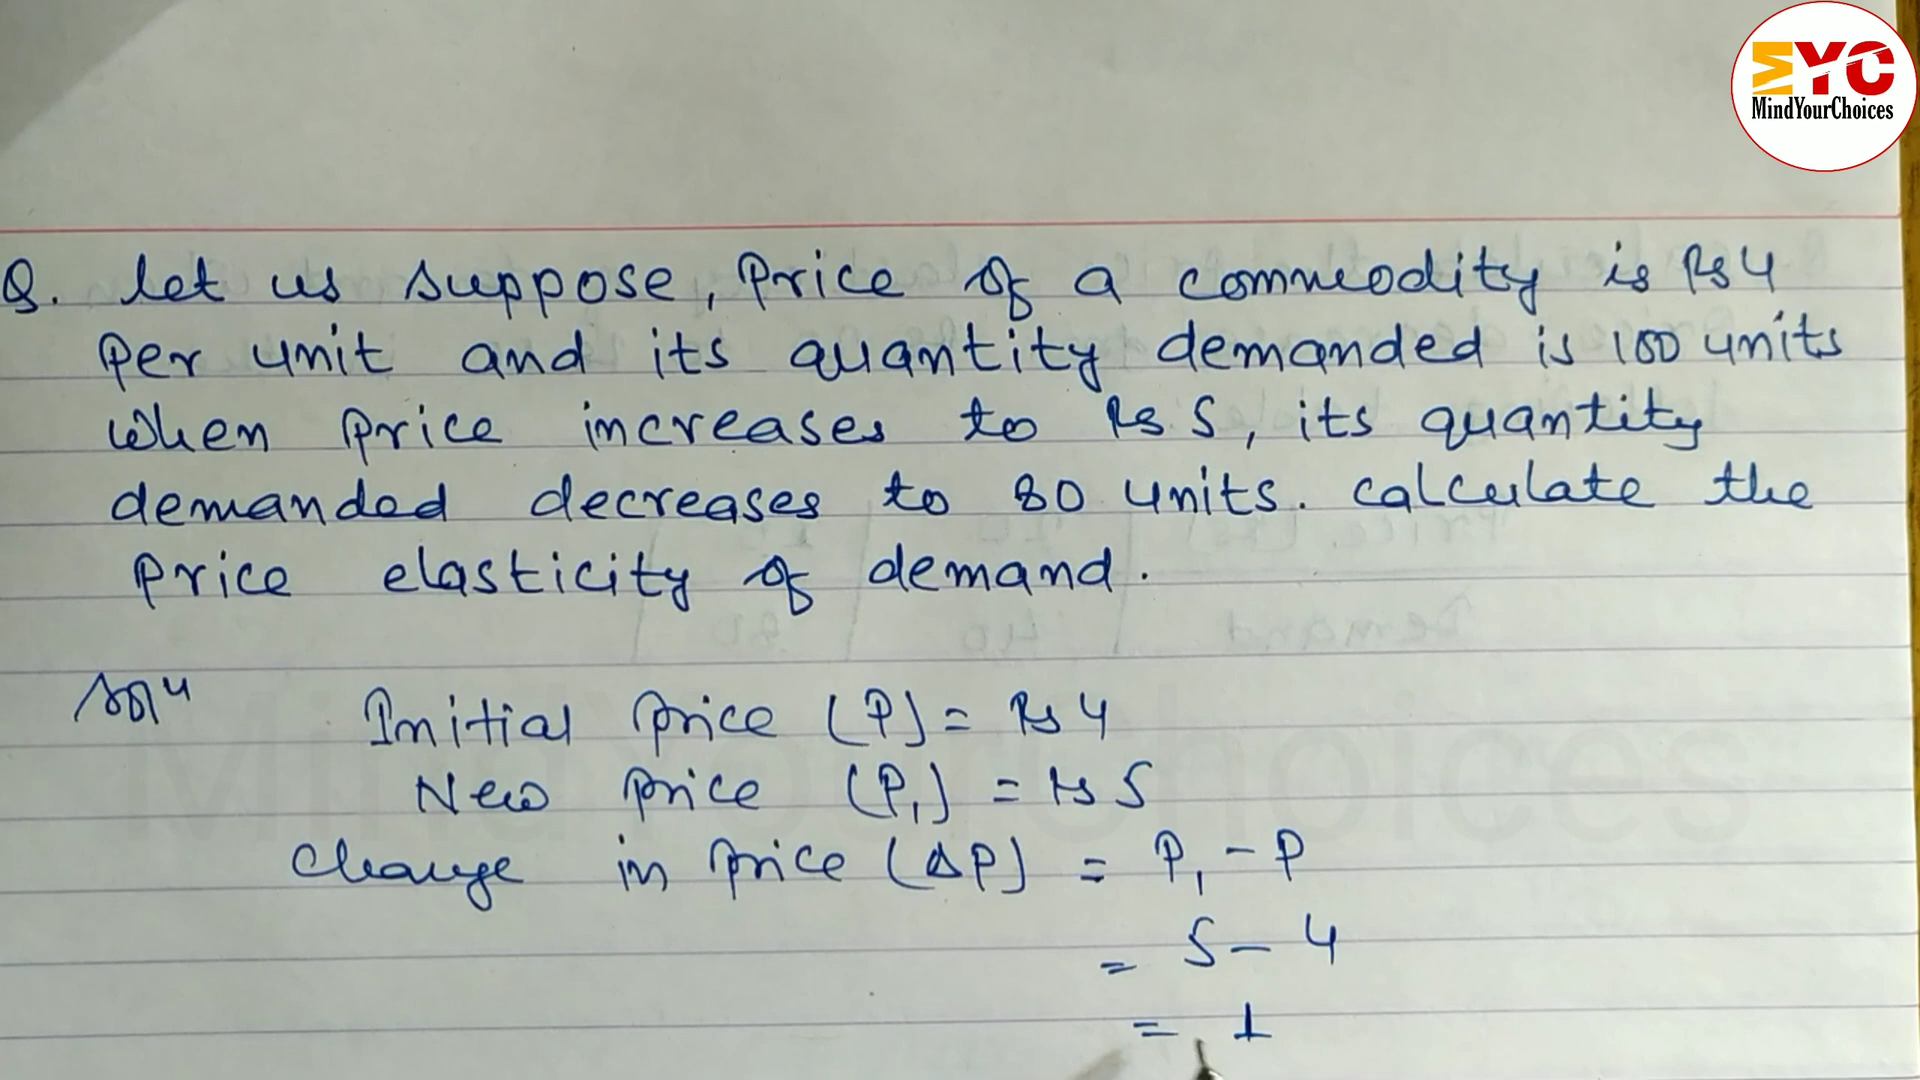 MYC
MindYourChoices
Q. Let us suppose, Price of a commodity is Rs 4
Per unit and its quantity demanded is 100 units
When price increases to Rs 5, its quantity
demanded decreases to 80 units. Calculate the
Price elasticity of demand.
Solⁿ Initial price (P) = Rs 4
New price (P₁) = Rs 5
Change in price (ΔP) = P₁ - P
= 5 - 4
= 1
MindYourChoices